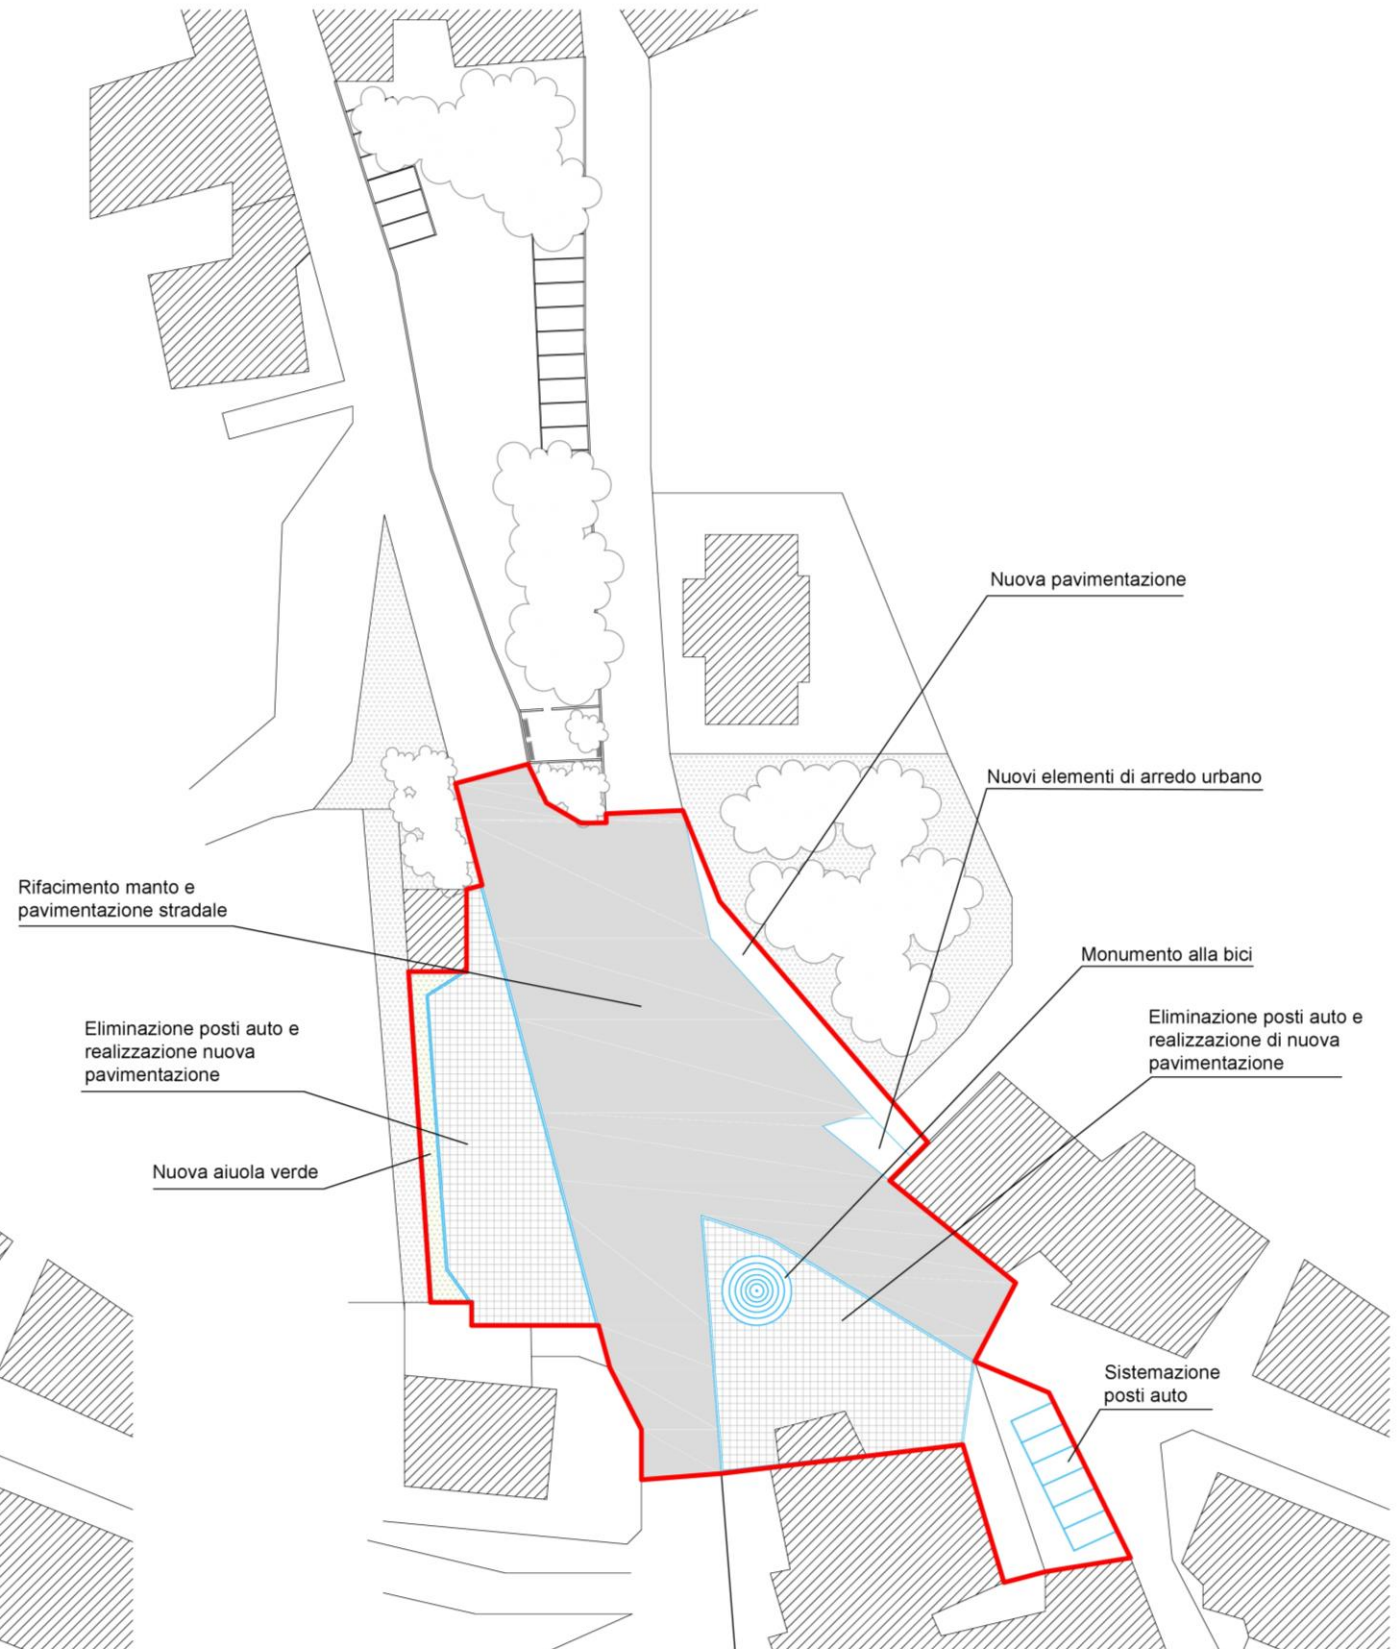 Nuova pavimentazione
Nuovi elementi di arredo urbano
Rifacimento manto e
pavimentazione stradale
Monumento alla bici
Eliminazione posti auto e
realizzazione di nuova
pavimentazione
Eliminazione posti auto e
realizzazione nuova
pavimentazione
Nuova aiuola verde
Sistemazione
posti auto